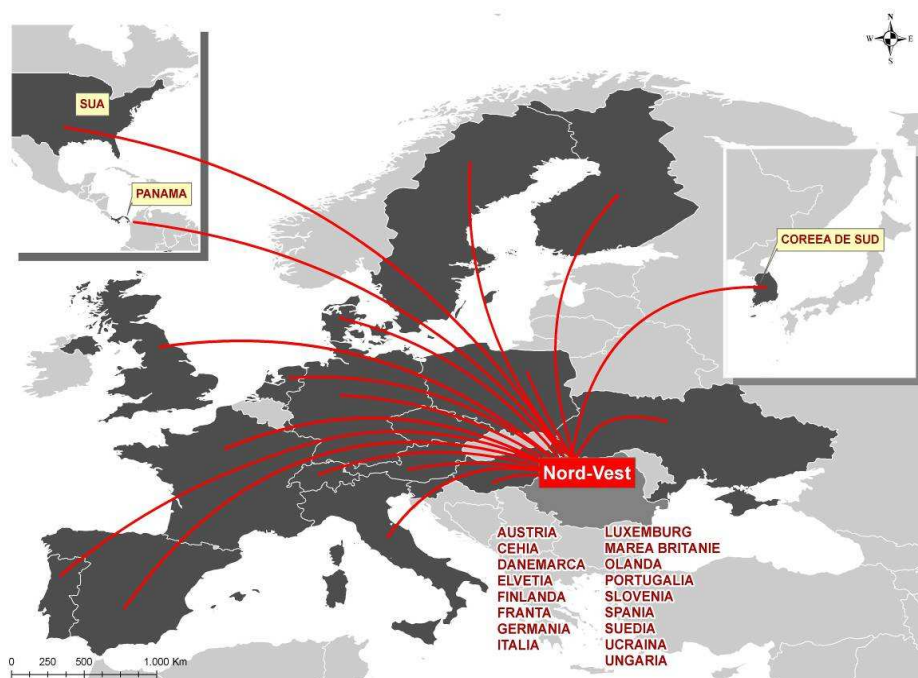 N
W E
S
SUA
PANAMA
COREEA DE SUD
Nord-Vest
AUSTRIA
CEHIA
DANEMARCA
ELVETIA
FINLANDA
FRANTA
GERMANIA
ITALIA
LUXEMBURG
MAREA BRITANIE
OLANDA
PORTUGALIA
SLOVENIA
SPANIA
SUEDIA
UCRAINA
UNGARIA
0 250 500 1.000 Km